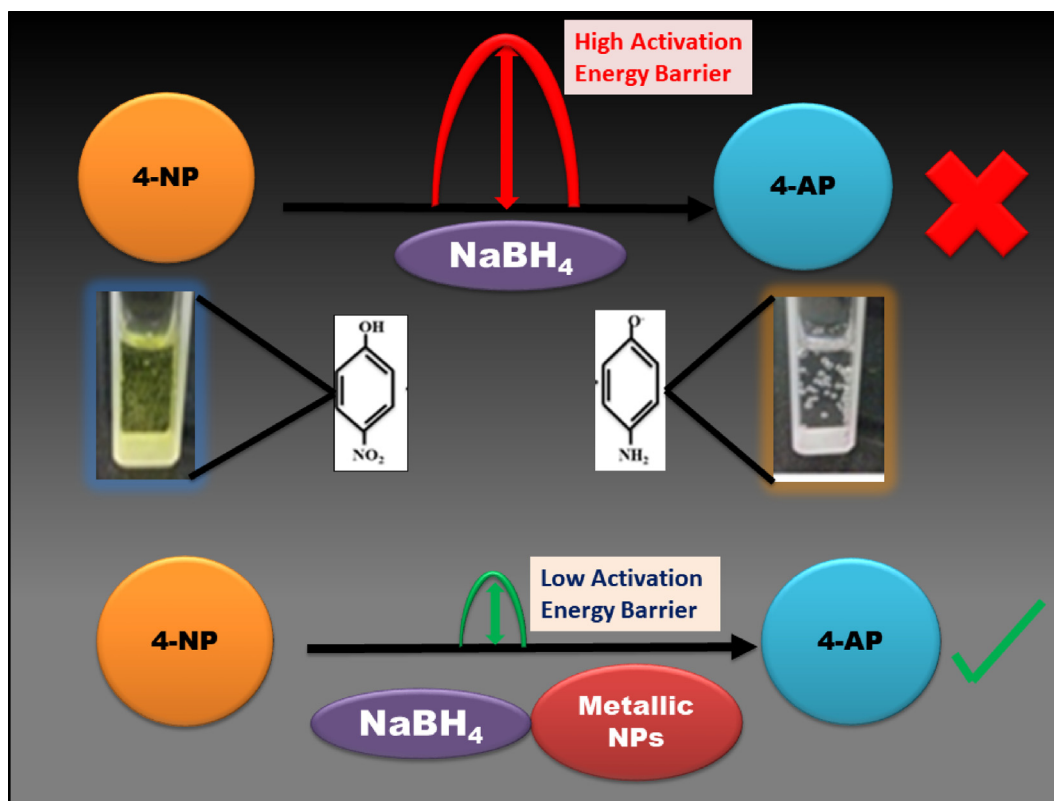 High Activation
Energy Barrier
4-NP
4-AP
NaBH₄
OH
NO₂
O⁻
NH₂
Low Activation
Energy Barrier
4-NP
4-AP
NaBH₄
Metallic
NPs